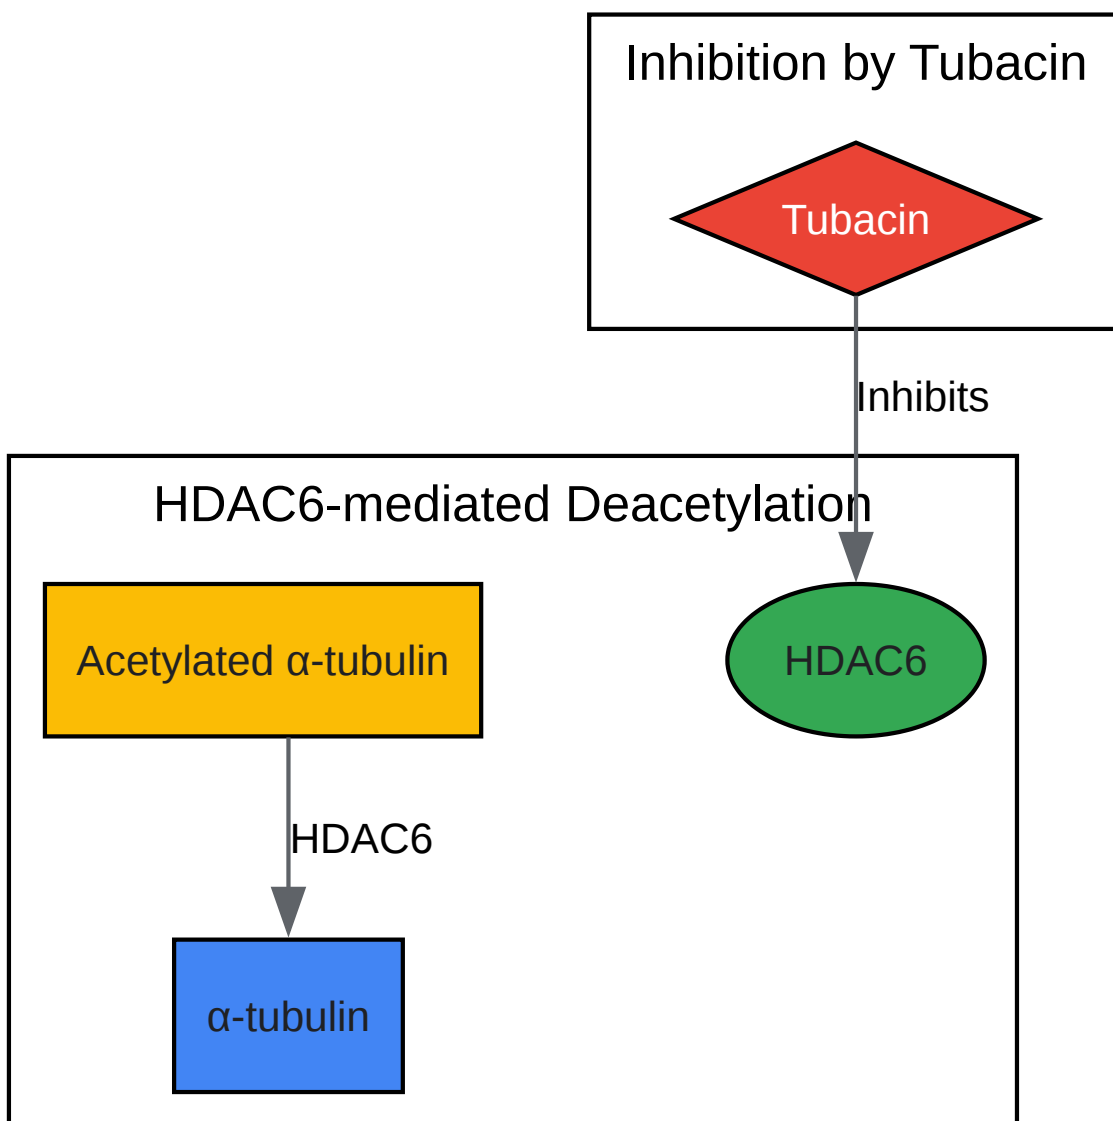 Inhibition by Tubacin
Tubacin
Inhibits
HDAC6-mediated Deacetylation
Acetylated α-tubulin
HDAC6
HDAC6
α-tubulin